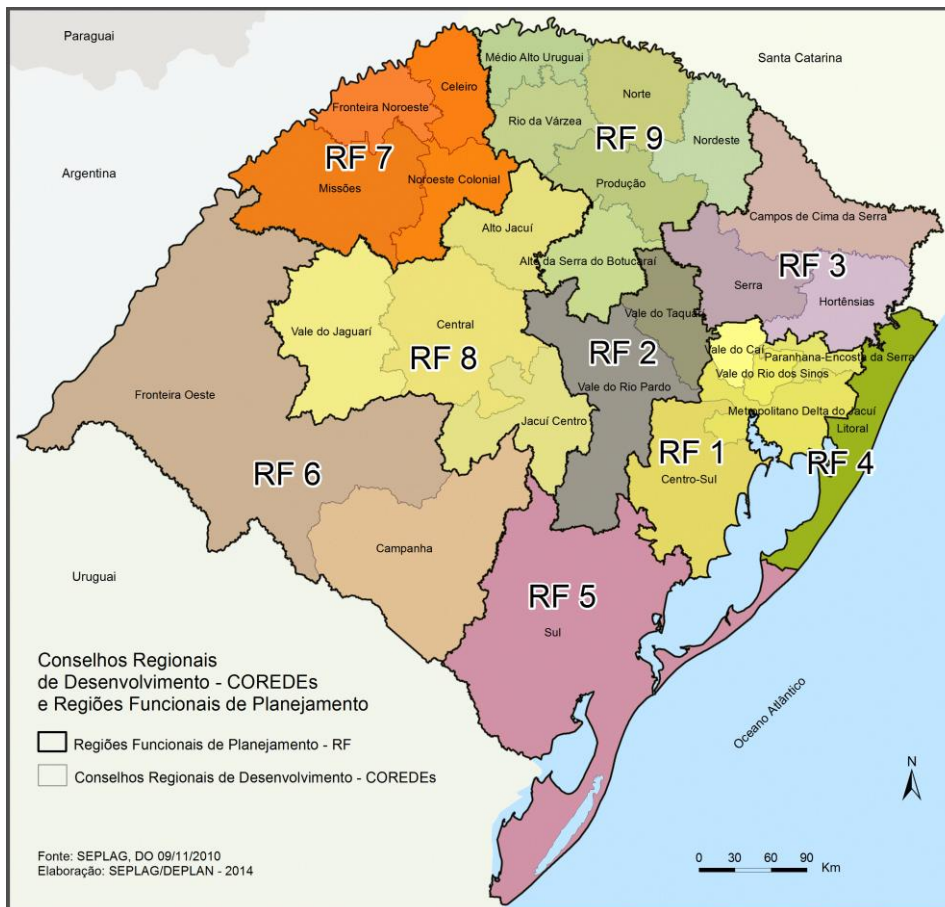 Paraguai
Santa Catarina
Médio Alto Uruguai
Celeiro
Norte
Fronteira Noroeste
Rio da Várzea
RF 9
Nordeste
RF 7
Argentina
Noroeste Colonial
Missões
Produção
Campos de Cima da Serra
Alto Jacuí
Alto da Serra do Botucaraí
RF 3
Serra
Hortênsias
Vale do Taquari
Central
Vale do Jaguarí
RF 8
RF 2
Vale do Caí
Paranhana-Encosta da Serra
Vale do Rio dos Sinos
Fronteira Oeste
Vale do Rio Pardo
Metropolitano Delta do Jacuí
Jacuí Centro
Litoral
RF 1
RF 4
RF 6
Centro-Sul
Campanha
Uruguai
RF 5
Sul
Oceano Atlântico
Conselhos Regionais
de Desenvolvimento - COREDEs
e Regiões Funcionais de Planejamento
Regiões Funcionais de Planejamento - RF
Conselhos Regionais de Desenvolvimento - COREDEs
N
Fonte: SEPLAG, DO 09/11/2010
Elaboração: SEPLAG/DEPLAN - 2014
0 30 60 90
Km